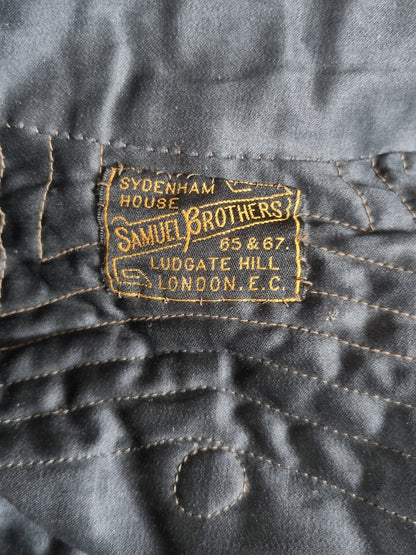 SYDENHAM
HOUSE
SAMUEL BROTHERS
65 & 67.
LUDGATE HILL
LONDON. E.C.